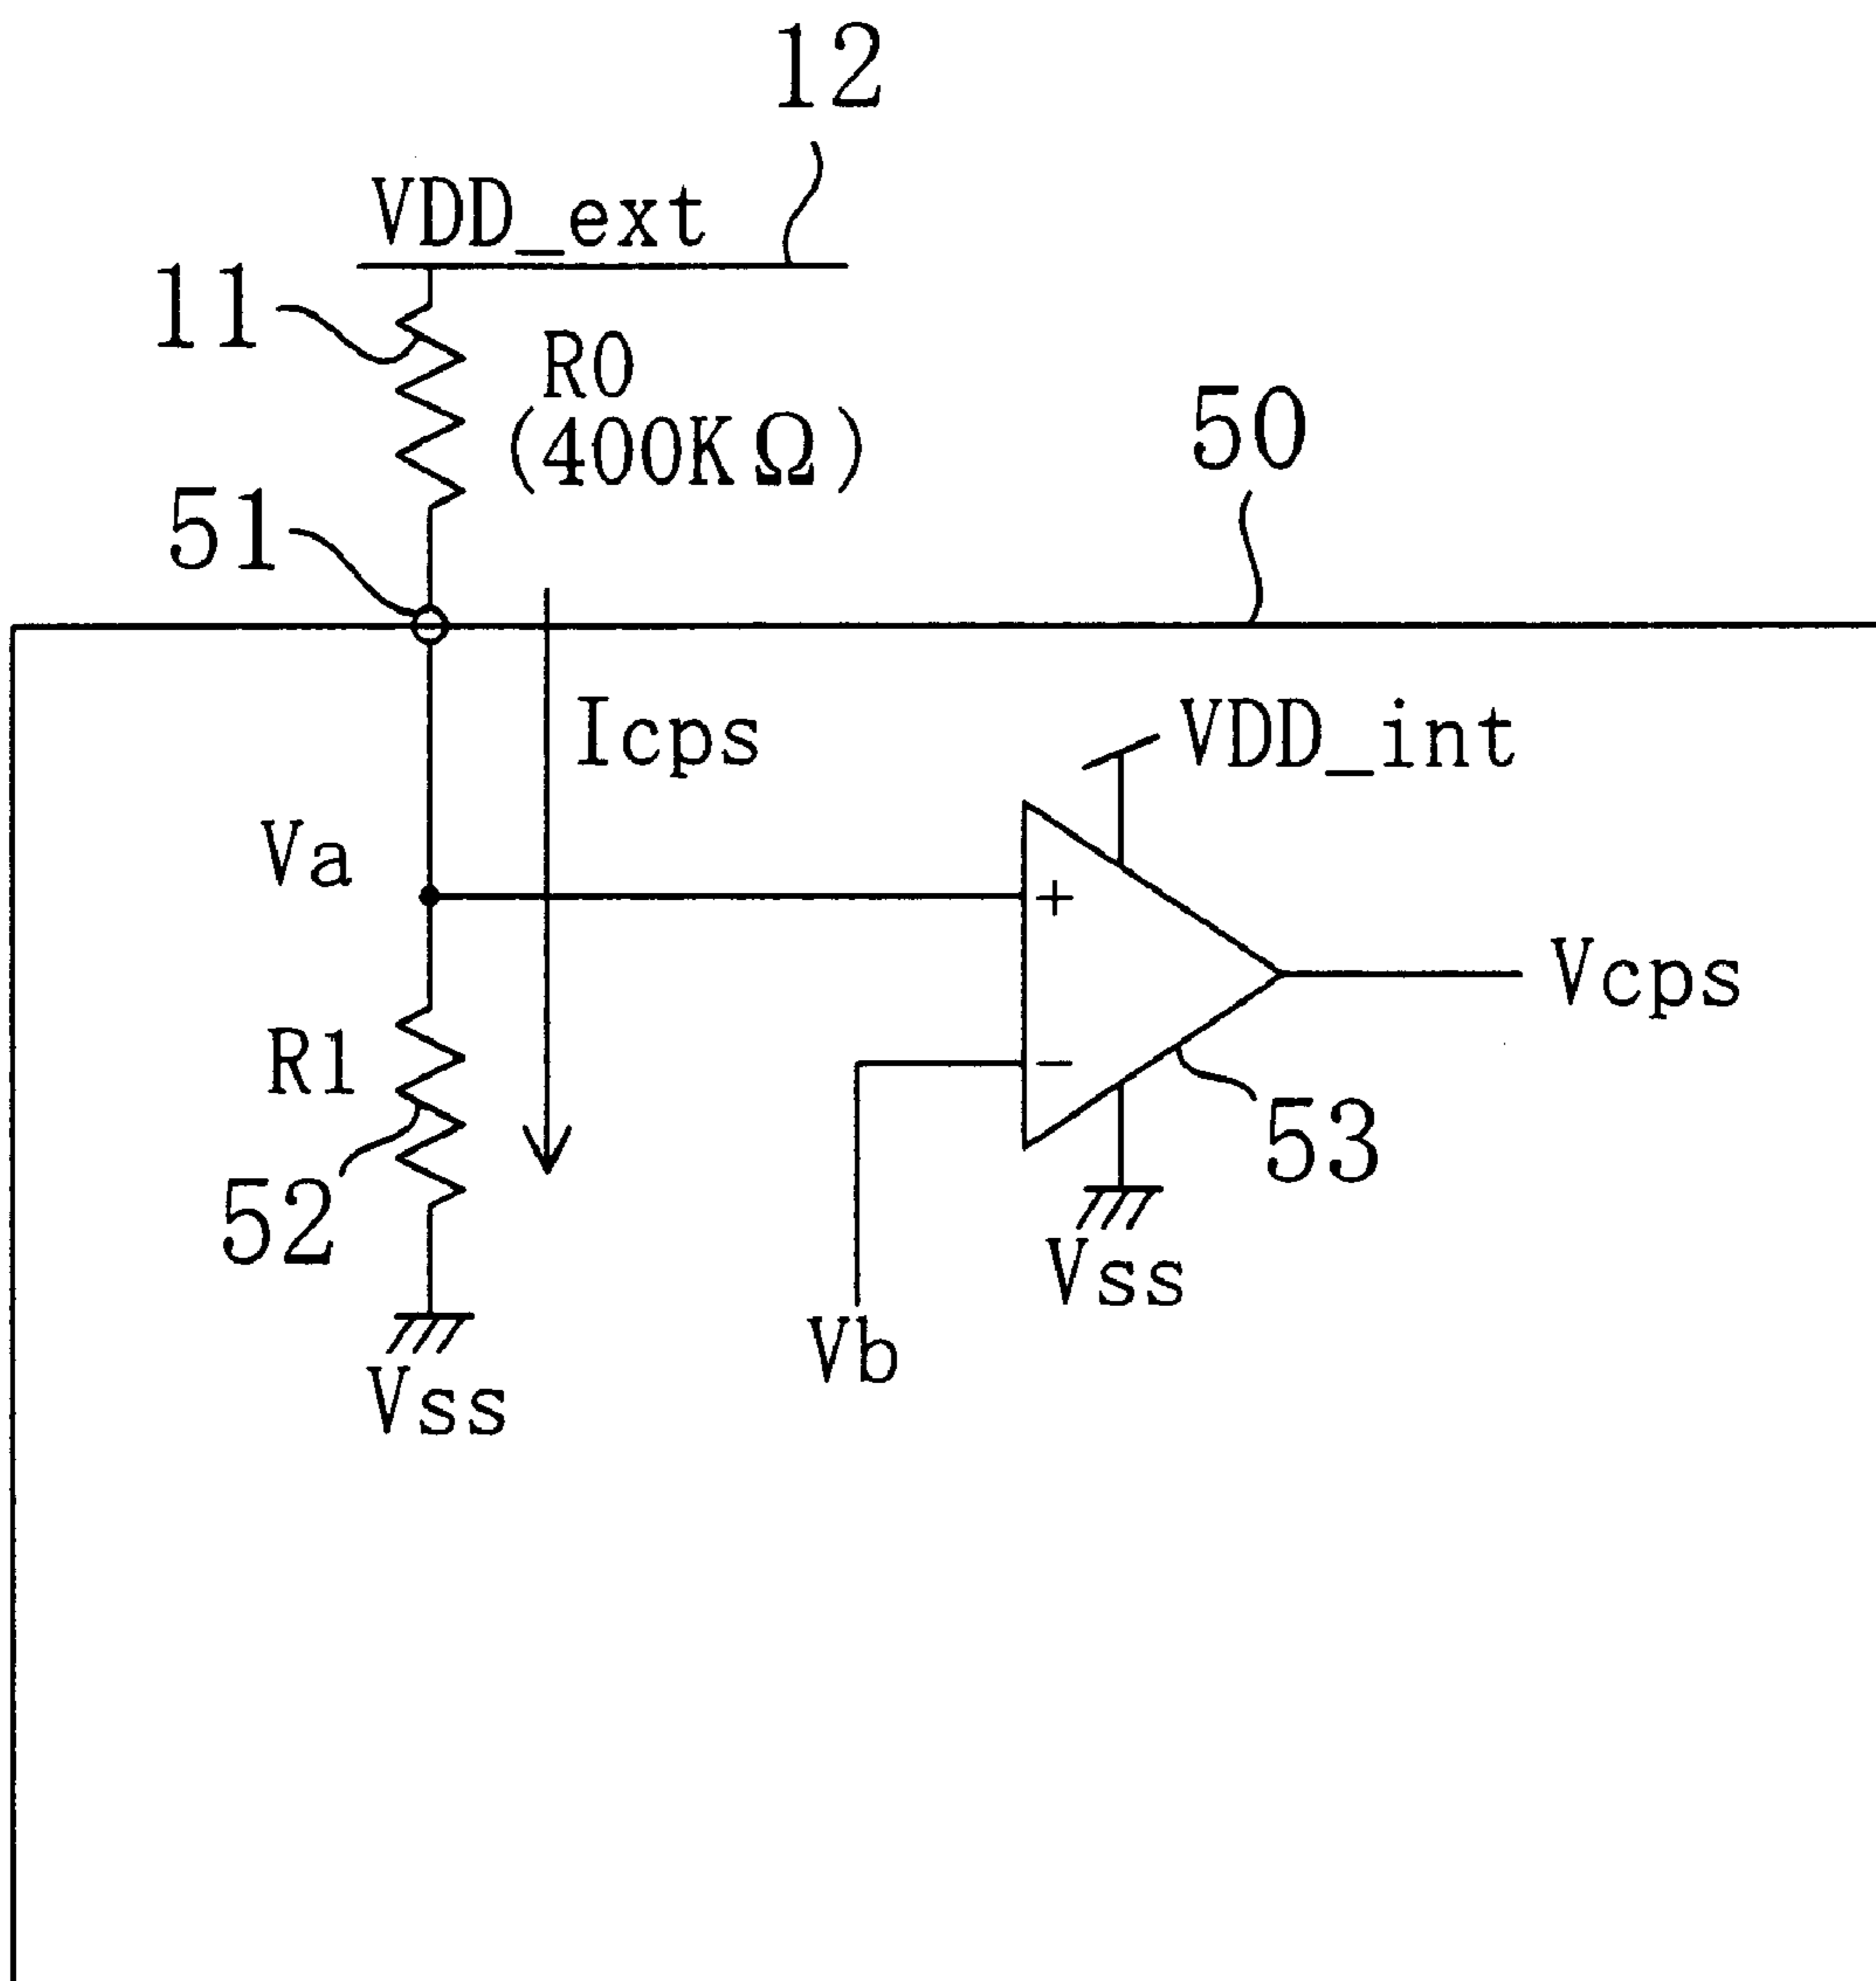 12
VDD_ext
11
R0
(400KΩ)
50
51
Icps
VDD_int
Va
+
Vcps
R1
−
53
52
Vss
Vb
Vss